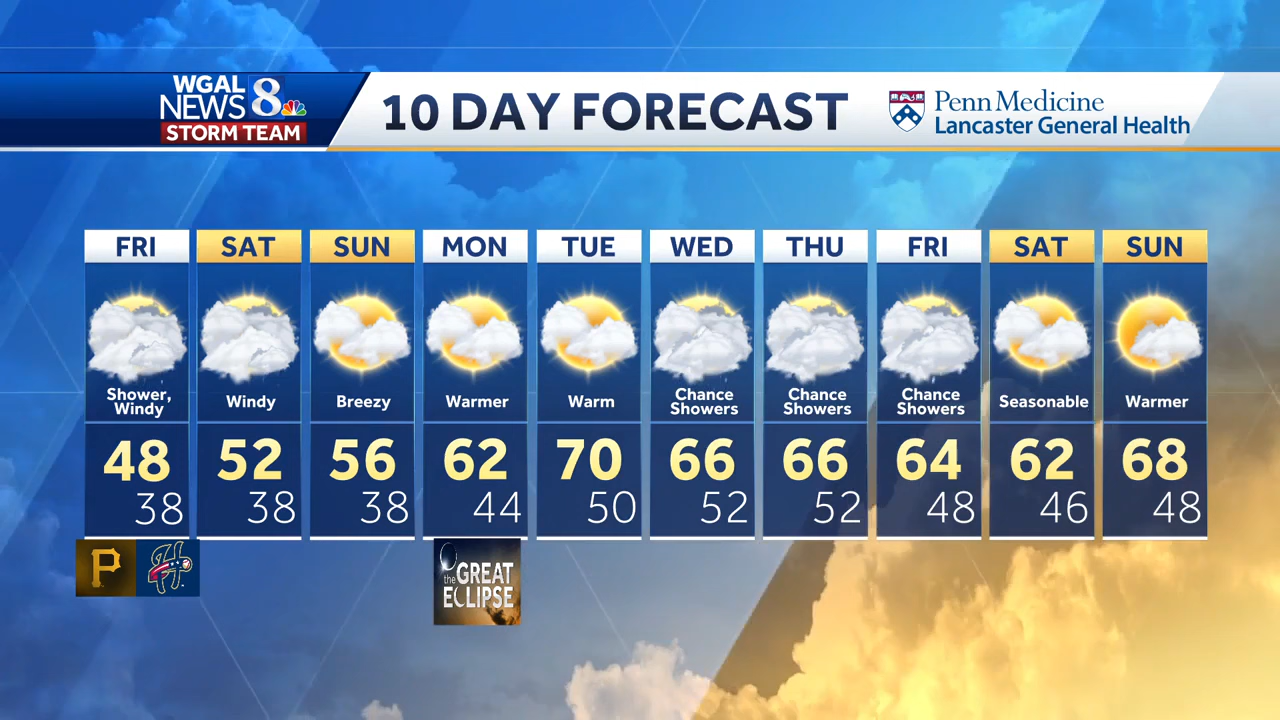 WGAL
NEWS 8
STORM TEAM
10 DAY FORECAST
Penn Medicine
Lancaster General Health
FRI SAT SUN MON TUE WED THU FRI SAT SUN
Shower, Windy Windy Breezy Warmer Warm Chance Showers Chance Showers Chance Showers Seasonable Warmer
48 52 56 62 70 66 66 64 62 68
38 38 38 44 50 52 52 48 46 48
P H
the GREAT
ECLIPSE